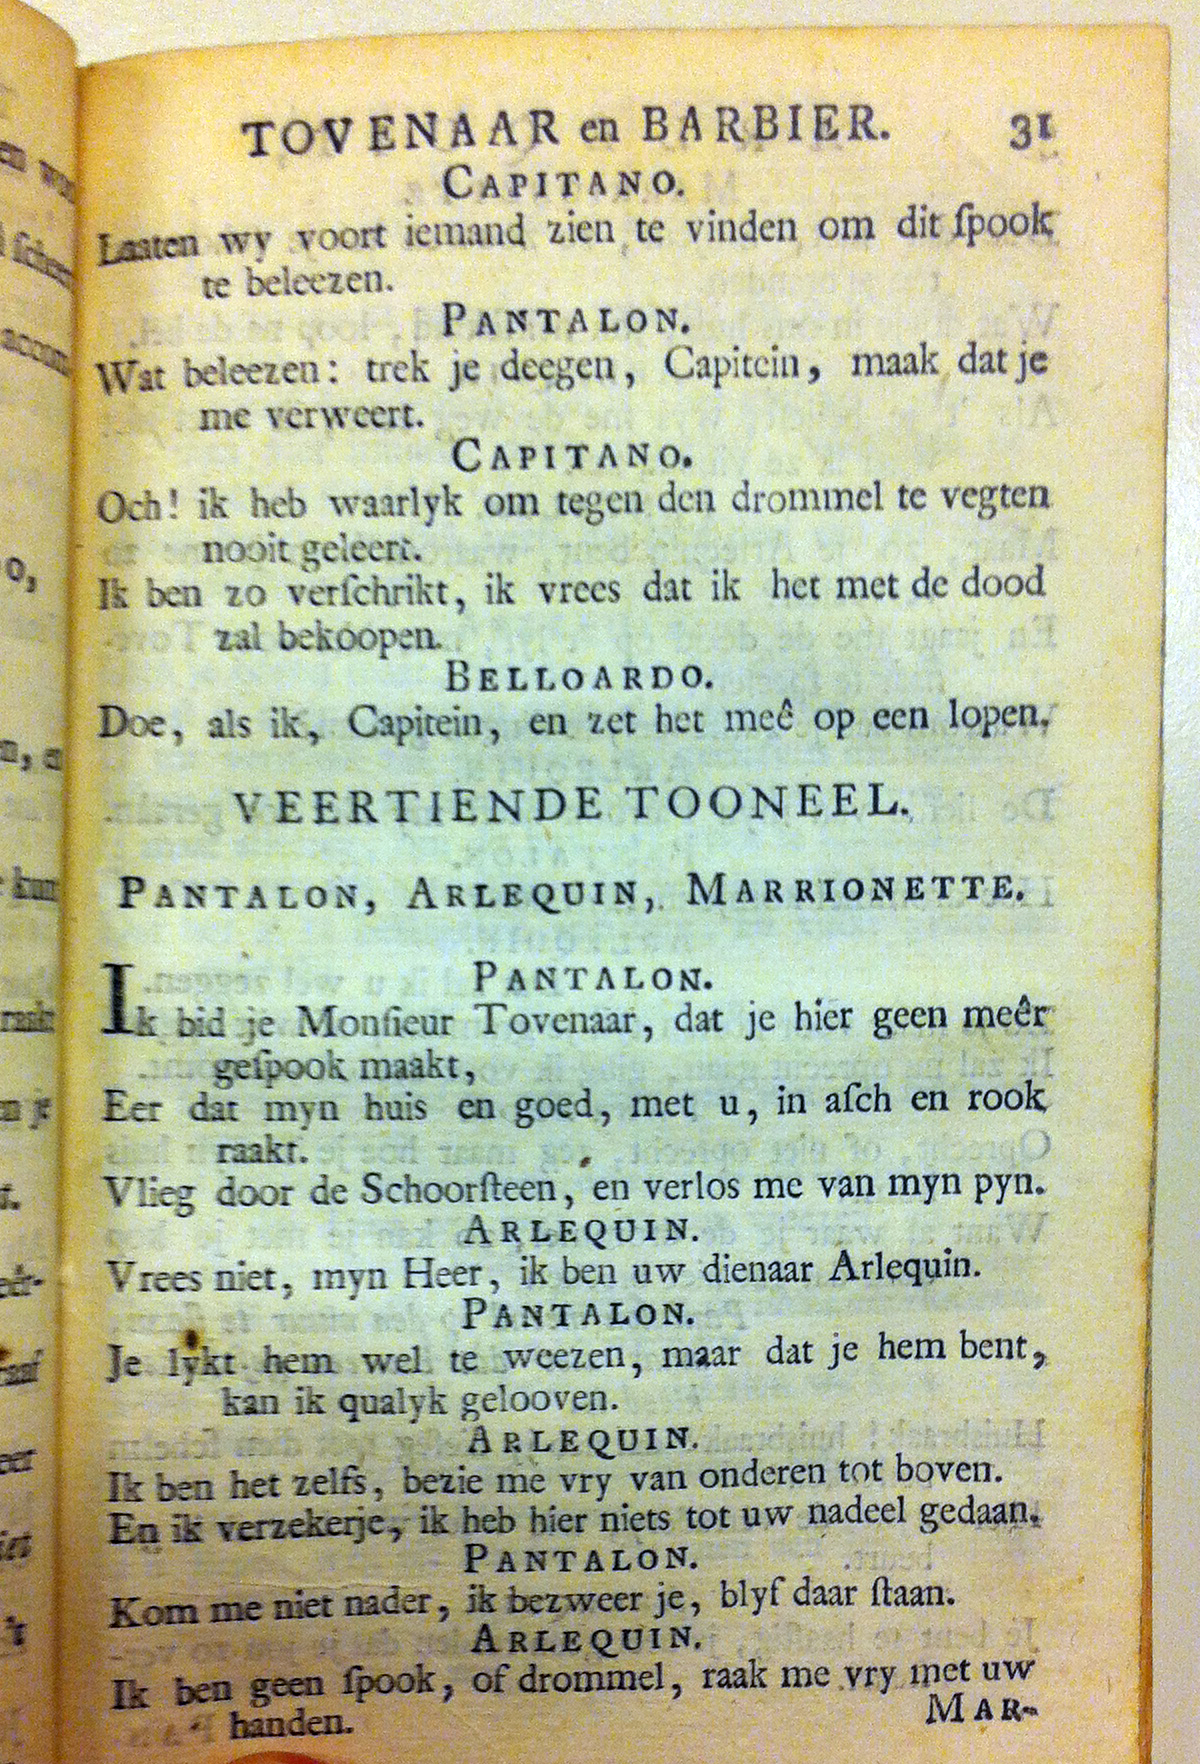 TOVENAAR en BARBIER. 31
CAPITANO.
Laaten wy voort iemand zien te vinden om dit ſpook
te beleezen.
PANTALON.
Wat beleezen: trek je deegen, Capitein, maak dat je
me verweert.
CAPITANO.
Och! ik heb waarlyk om tegen den drommel te vegten
nooit geleert.
Ik ben zo verſchrikt, ik vrees dat ik het met de dood
zal bekoopen.
BELLOARDO.
Doe, als ik, Capitein, en zet het meê op een lopen.
VEERTIENDE TOONEEL.
PANTALON, ARLEQUIN, MARRIONETTE.
PANTALON.
Ik bid je Monſieur Tovenaar, dat je hier geen meêr
geſpook maakt,
Eer dat myn huis en goed, met u, in aſch en rook
raakt.
Vlieg door de Schoorſteen, en verlos me van myn pyn.
ARLEQUIN.
Vrees niet, myn Heer, ik ben uw dienaar Arlequin.
PANTALON.
Je lykt hem wel te weezen, maar dat je hem bent,
kan ik qualyk gelooven.
ARLEQUIN.
Ik ben het zelfs, bezie me vry van onderen tot boven.
En ik verzekerje, ik heb hier niets tot uw nadeel gedaan.
PANTALON.
Kom me niet nader, ik bezweer je, blyf daar ſtaan.
ARLEQUIN.
Ik ben geen ſpook, of drommel, raak me vry met uw
handen.
MAR-